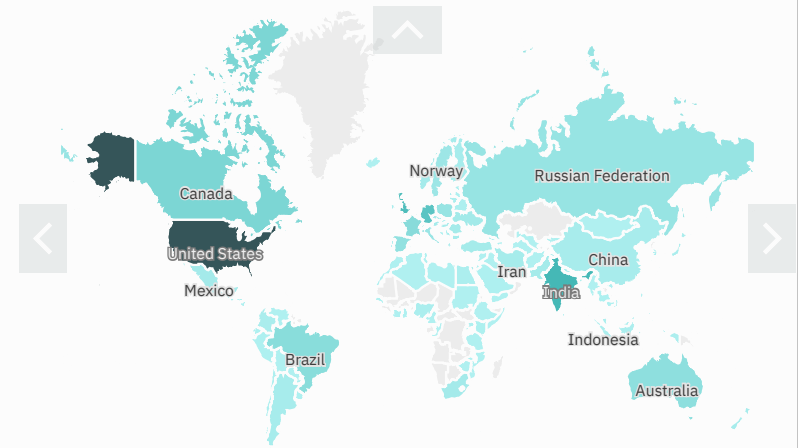 Norway
Russian Federation
Canada
United States
China
Iran
Mexico
India
Indonesia
Brazil
Australia